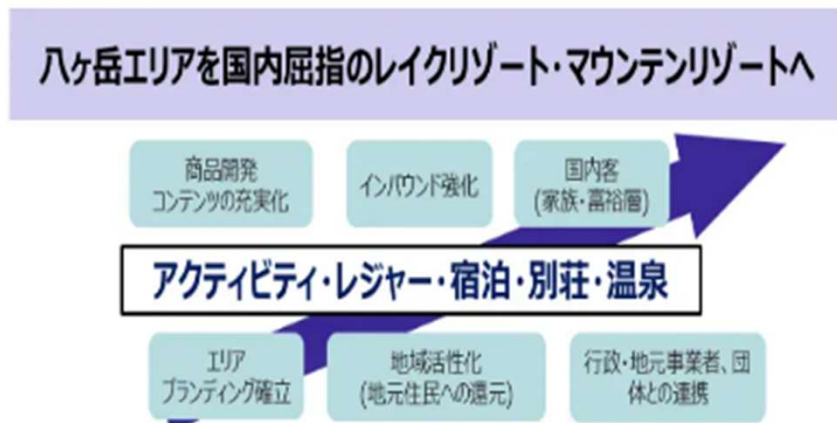 八ヶ岳エリアを国内屈指のレイクリゾート・マウンテンリゾートへ
商品開発
コンテンツの充実化
インバウンド強化
国内客
(家族・富裕層)
アクティビティ・レジャー・宿泊・別荘・温泉
エリア
ブランディング確立
地域活性化
(地元住民への還元)
行政・地元事業者、団
体との連携